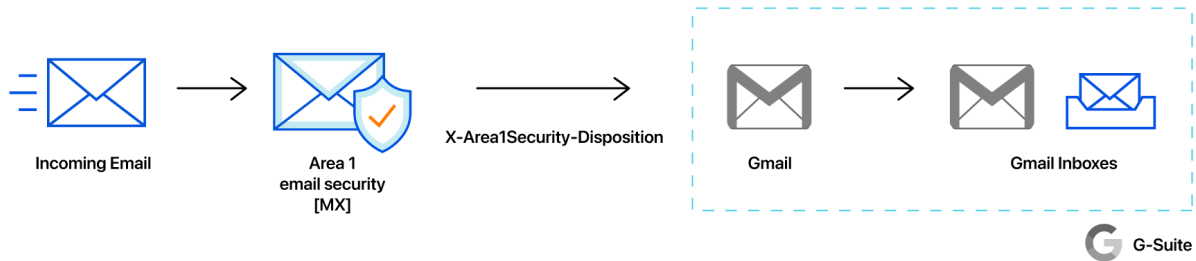 Incoming Email
Area 1
email security
[MX]
X-Area1Security-Disposition
Gmail
Gmail Inboxes
G-Suite